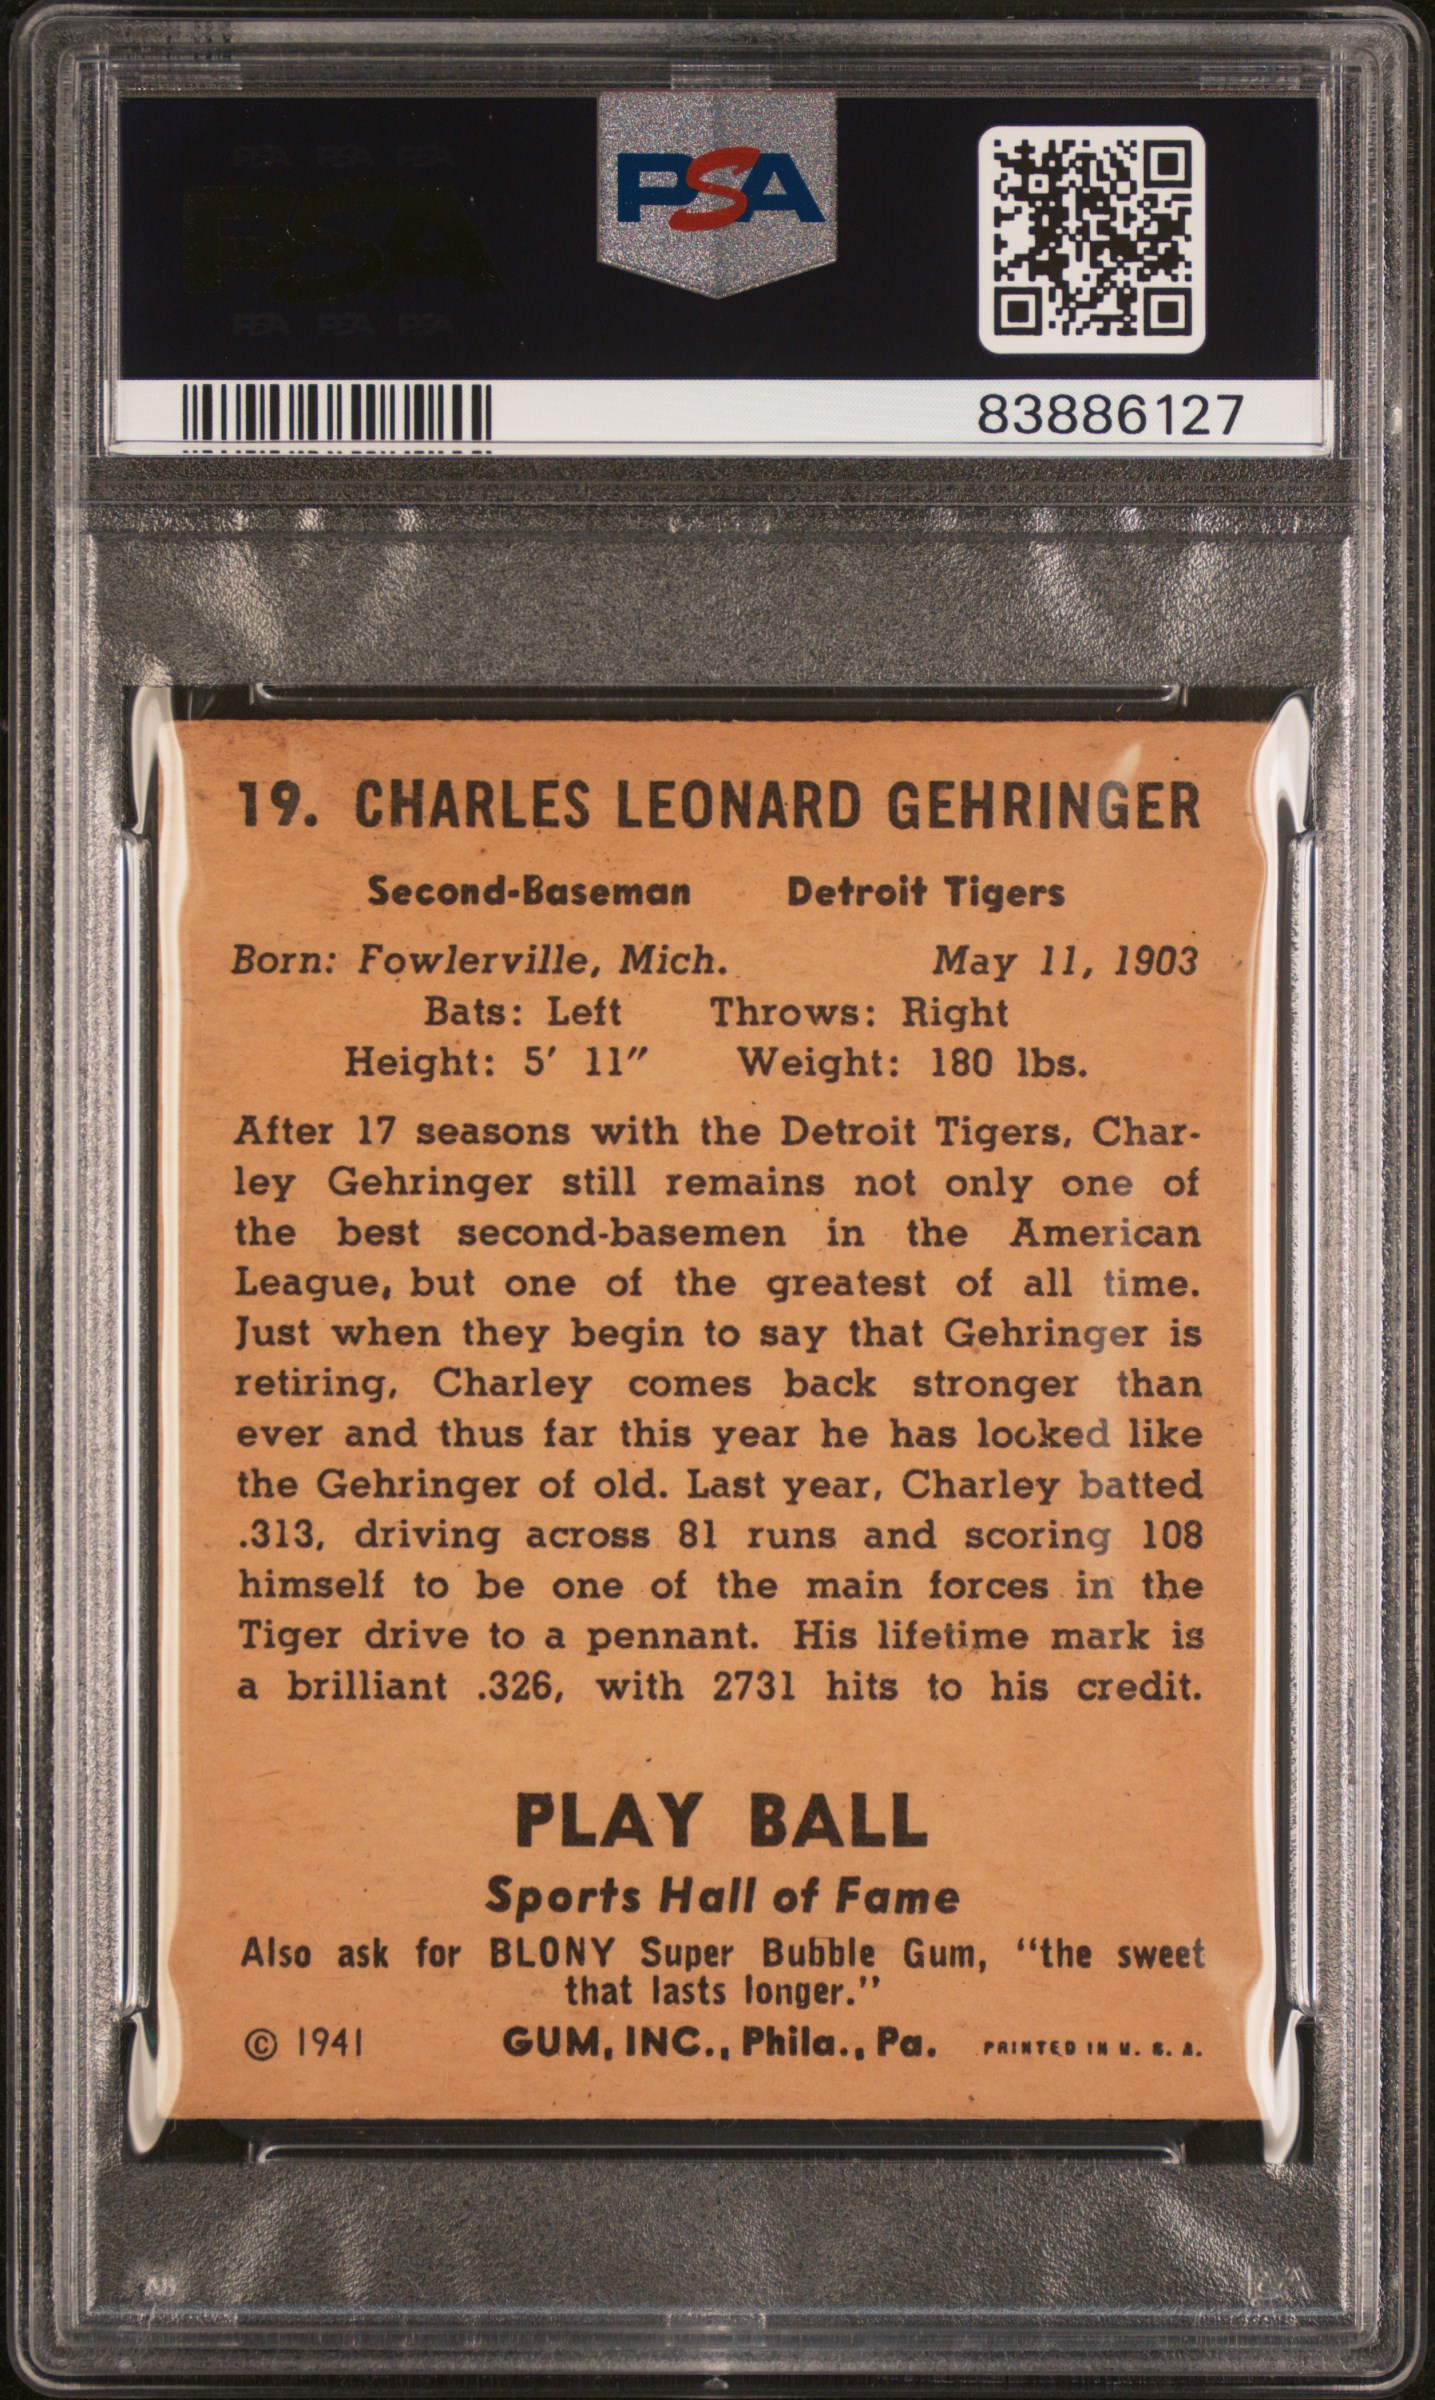 PSA PSA PSA
PSA
PSA
PSA PSA PSA
83886127
19. CHARLES LEONARD GEHRINGER
Second-Baseman Detroit Tigers
Born: Fowlerville, Mich. May 11, 1903
Bats: Left Throws: Right
Height: 5′ 11″ Weight: 180 lbs.
After 17 seasons with the Detroit Tigers, Char-
ley Gehringer still remains not only one of
the best second-basemen in the American
League, but one of the greatest of all time.
Just when they begin to say that Gehringer is
retiring, Charley comes back stronger than
ever and thus far this year he has looked like
the Gehringer of old. Last year, Charley batted
.313, driving across 81 runs and scoring 108
himself to be one of the main forces in the
Tiger drive to a pennant. His lifetime mark is
a brilliant .326, with 2731 hits to his credit.
PLAY BALL
Sports Hall of Fame
Also ask for BLONY Super Bubble Gum, “the sweet
that lasts longer.”
© 1941 GUM, INC., Phila., Pa. PRINTED IN U. S. A.